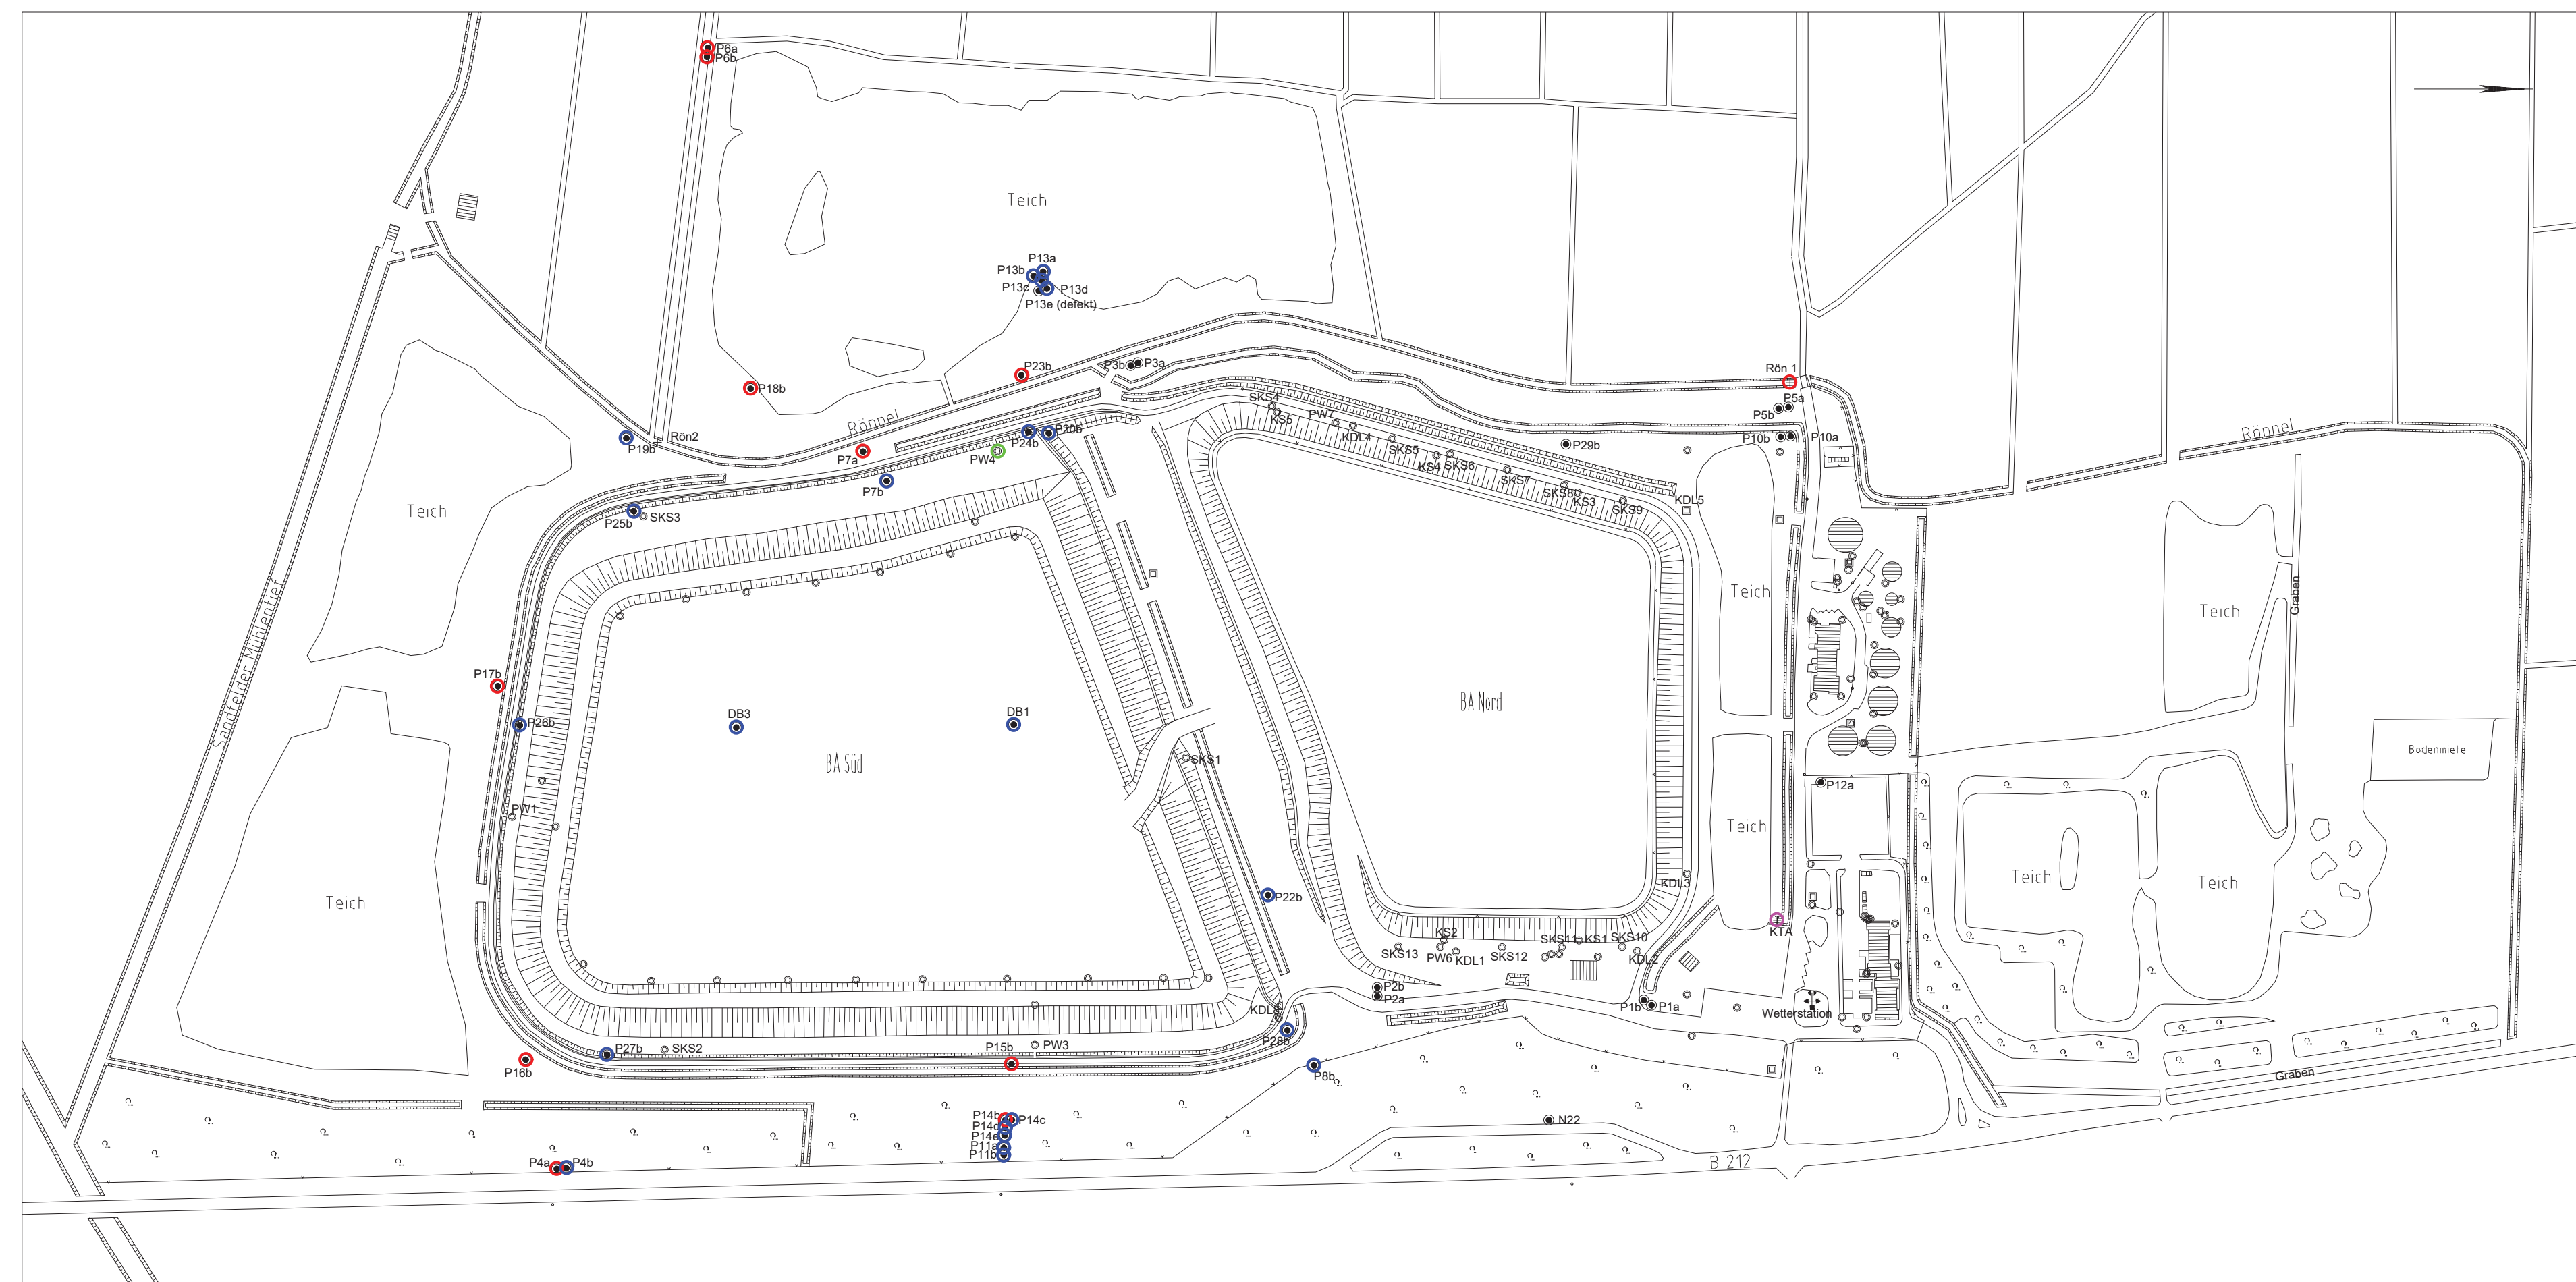 P6a
P6b
Teich
P13a
P13b
P13c
P13d
P13e (defekt)
P23b
P3b
P3a
Rön 1
P18b
SKS4
P5a
P5b
KS5
PW7
Rönnel
Rönnel
P20b
P24b
KDL4
P10b
P10a
Rön2
P19b
P7a
PW4
SKS5
P29b
KS4
SKS6
SKS7
P7b
SKS8
KS3
KDL5
SKS9
Teich
P25b
SKS3
Teich
Teich
Graben
Sandfelder Mühlentief
P17b
DB3
DB1
BA Nord
P26b
Bodenmiete
BA Süd
SKS1
P12a
PW1
Teich
Teich
Teich
KDL3
Teich
P22b
KTA
KS2
SKS11
KS1
SKS10
SKS13
PW6
KDL1
SKS12
KDL2
P2b
P2a
P1b
P1a
Wetterstation
P28b
P27b
SKS2
P15b
PW3
P16b
P8b
Graben
P14b
P14c
P14d
P14e
P11a
P11b
N22
P4a
P4b
B 212